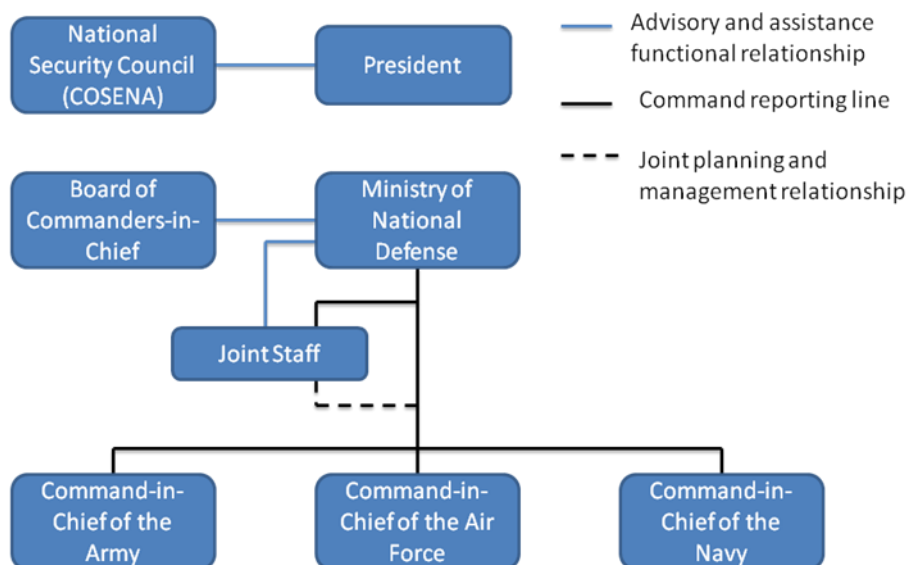 National
Security Council
(COSENA)
President
Advisory and assistance
functional relationship
Command reporting line
Joint planning and
management relationship
Board of
Commanders-in-
Chief
Ministry of
National
Defense
Joint Staff
Command-in-
Chief of the
Army
Command-in-
Chief of the Air
Force
Command-in-
Chief of the
Navy